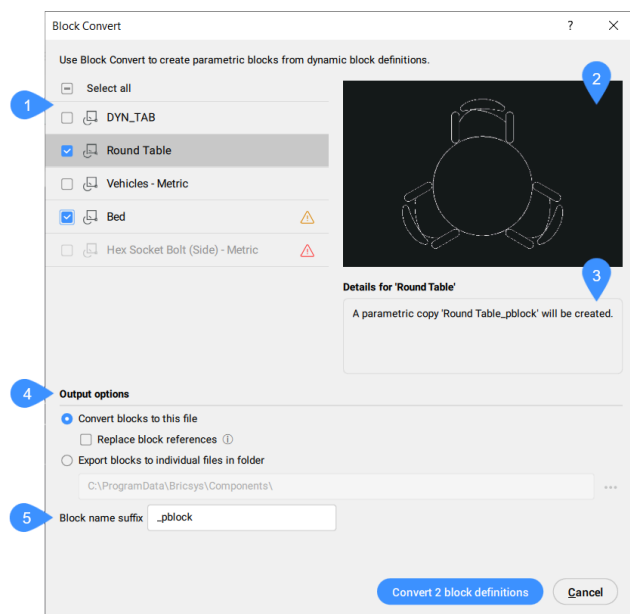 Block Convert
?
Use Block Convert to create parametric blocks from dynamic block definitions.
Select all
1
2
DYN_TAB
Round Table
Vehicles - Metric
Bed
Hex Socket Bolt (Side) - Metric
3
Details for 'Round Table'
A parametric copy 'Round Table_pblock' will be created.
4
Output options
Convert blocks to this file
Replace block references
Export blocks to individual files in folder
C:\ProgramData\Bricsys\Components\
5
Block name suffix _pblock
Convert 2 block definitions
Cancel